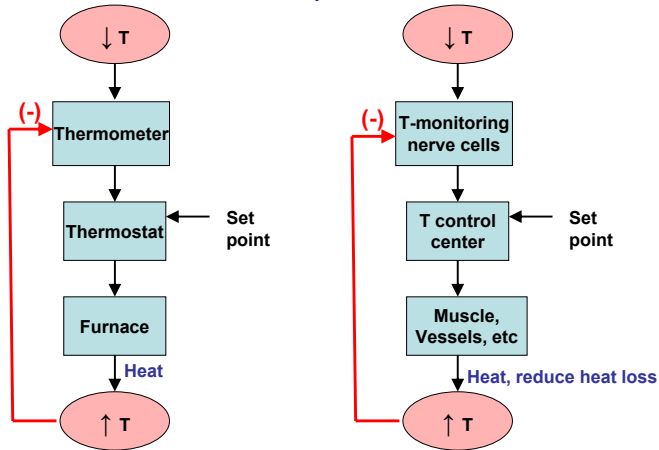 ↓ T
(-)
Thermometer
Thermostat
Set
point
Furnace
Heat
↑ T
↓ T
(-)
T-monitoring
nerve cells
T control
center
Set
point
Muscle,
Vessels, etc
Heat, reduce heat loss
↑ T